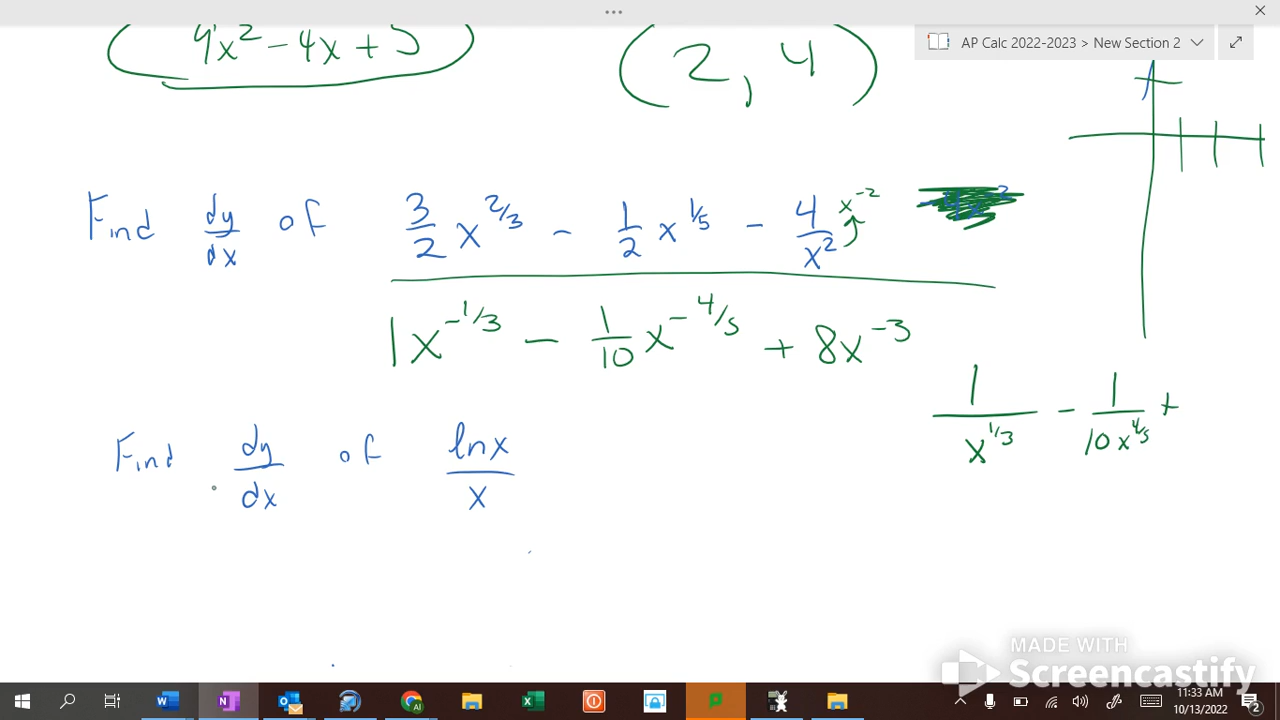 AP Calc 2022-2023 > New Section 2
4x² - 4x + 5
(2, 4)
Find dy/dx of 3/2 x^2/3 - 1/2 x^1/5 - 4/x² x^-2
1x^-1/3 - 1/10 x^-4/5 + 8x^-3
1/x^1/3 - 1/10x^4/5 +
Find dy/dx of lnx/x
MADE WITH
Screencastify
11:33 AM
10/13/2022
2